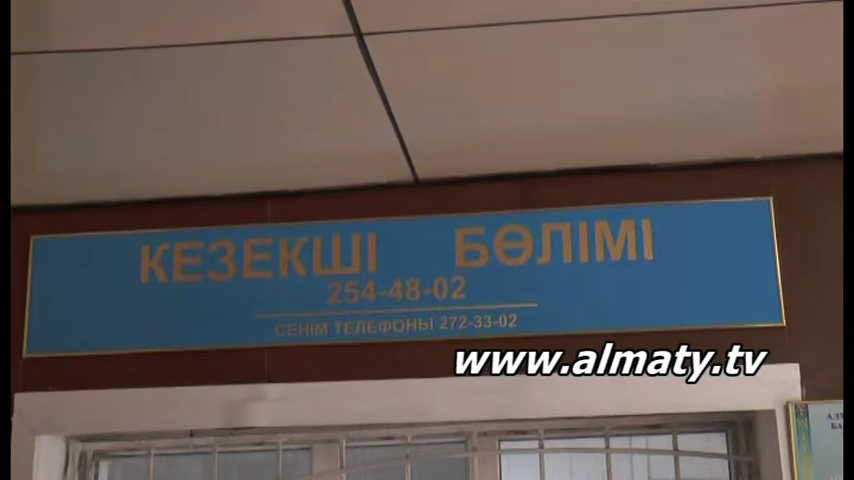 КЕЗЕКШІ БӨЛІМІ
254-48-02
СЕНІМ ТЕЛЕФОНЫ 272-33-02
www.almaty.tv